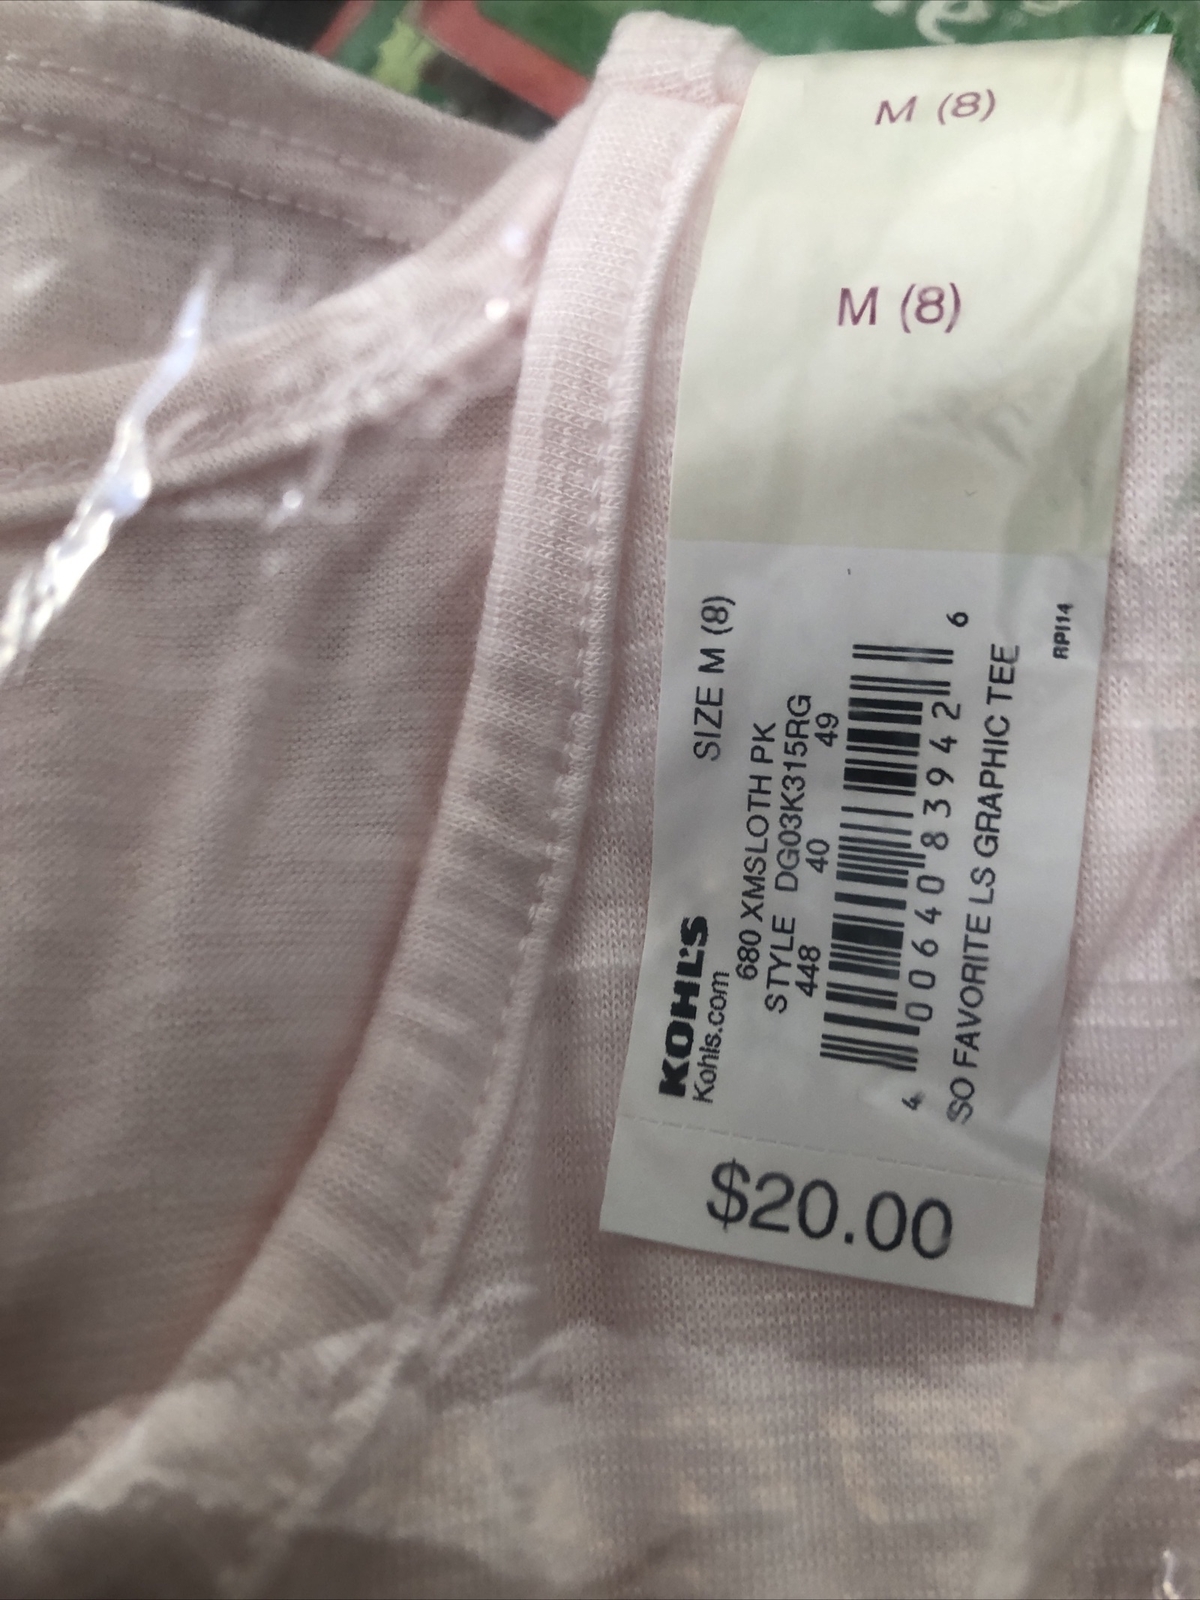 M (8)
M (8)
KOHL'S
Kohls.com
SIZE M (8)
680 XMSLOTH PK
STYLE DG03K315RG
448 40 49
4 00640 83942 6
SO FAVORITE LS GRAPHIC TEE
RPI14
$20.00